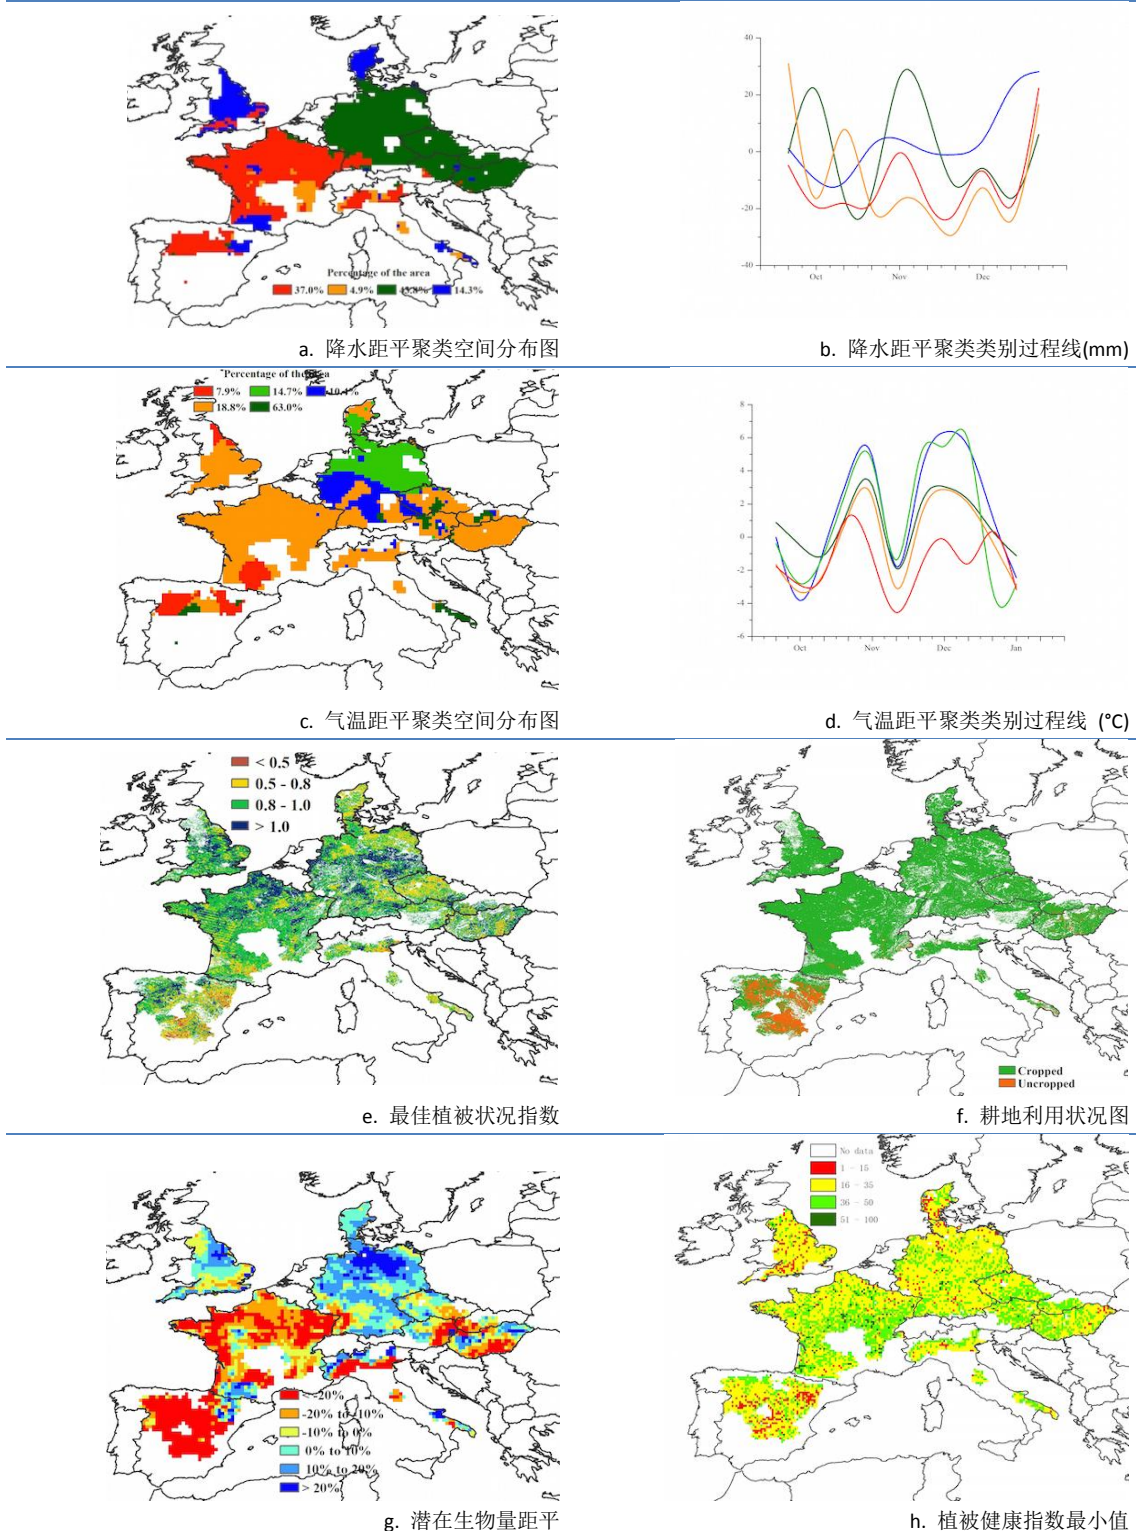 40
20
0
-20
-40
Oct Nov Dec
Percentage of the area
37.0% 4.9% 43.8% 14.3%
a. 降水距平聚类空间分布图
b. 降水距平聚类类别过程线(mm)
Percentage of the area
7.9% 14.7% 10.4%
18.8% 63.0%
8
6
4
2
0
-2
-4
-6
Oct Nov Dec Jan
c. 气温距平聚类空间分布图
d. 气温距平聚类类别过程线 (°C)
< 0.5
0.5 - 0.8
0.8 - 1.0
> 1.0
Cropped
Uncropped
e. 最佳植被状况指数
f. 耕地利用状况图
< -20%
-20% to -10%
-10% to 0%
0% to 10%
10% to 20%
> 20%
No data
1 - 15
16 - 35
36 - 50
51 - 100
g. 潜在生物量距平
h. 植被健康指数最小值